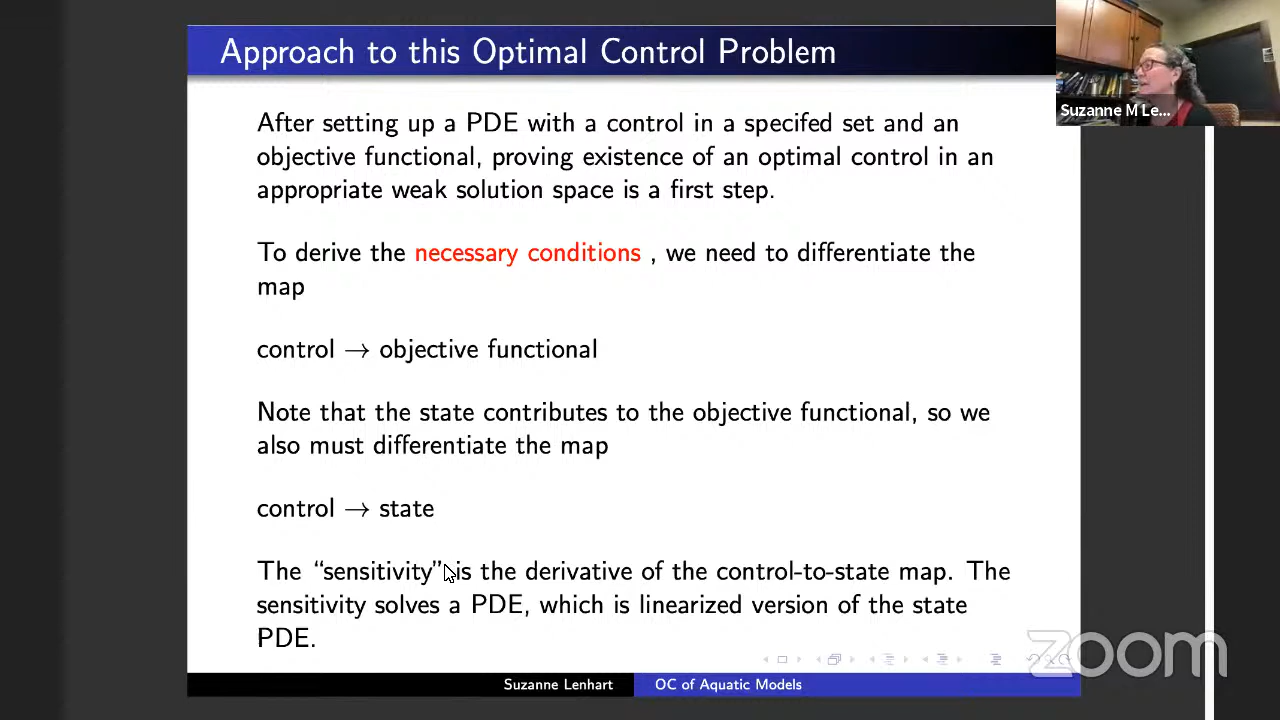 Approach to this Optimal Control Problem
Suzanne M Le...
After setting up a PDE with a control in a specifed set and an
objective functional, proving existence of an optimal control in an
appropriate weak solution space is a first step.
To derive the necessary conditions , we need to differentiate the
map
control → objective functional
Note that the state contributes to the objective functional, so we
also must differentiate the map
control → state
The “sensitivity” is the derivative of the control-to-state map. The
sensitivity solves a PDE, which is linearized version of the state
PDE.
zoom
Suzanne Lenhart OC of Aquatic Models